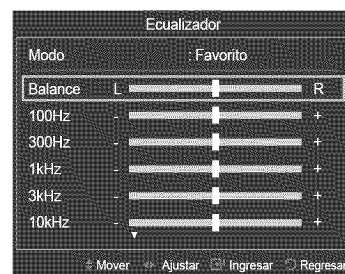 Ecualizador
Modo : Favorito
Balance L R
100Hz - +
300Hz - +
1kHz - +
3kHz - +
10kHz - +
Mover Ajustar Ingresar Regresar